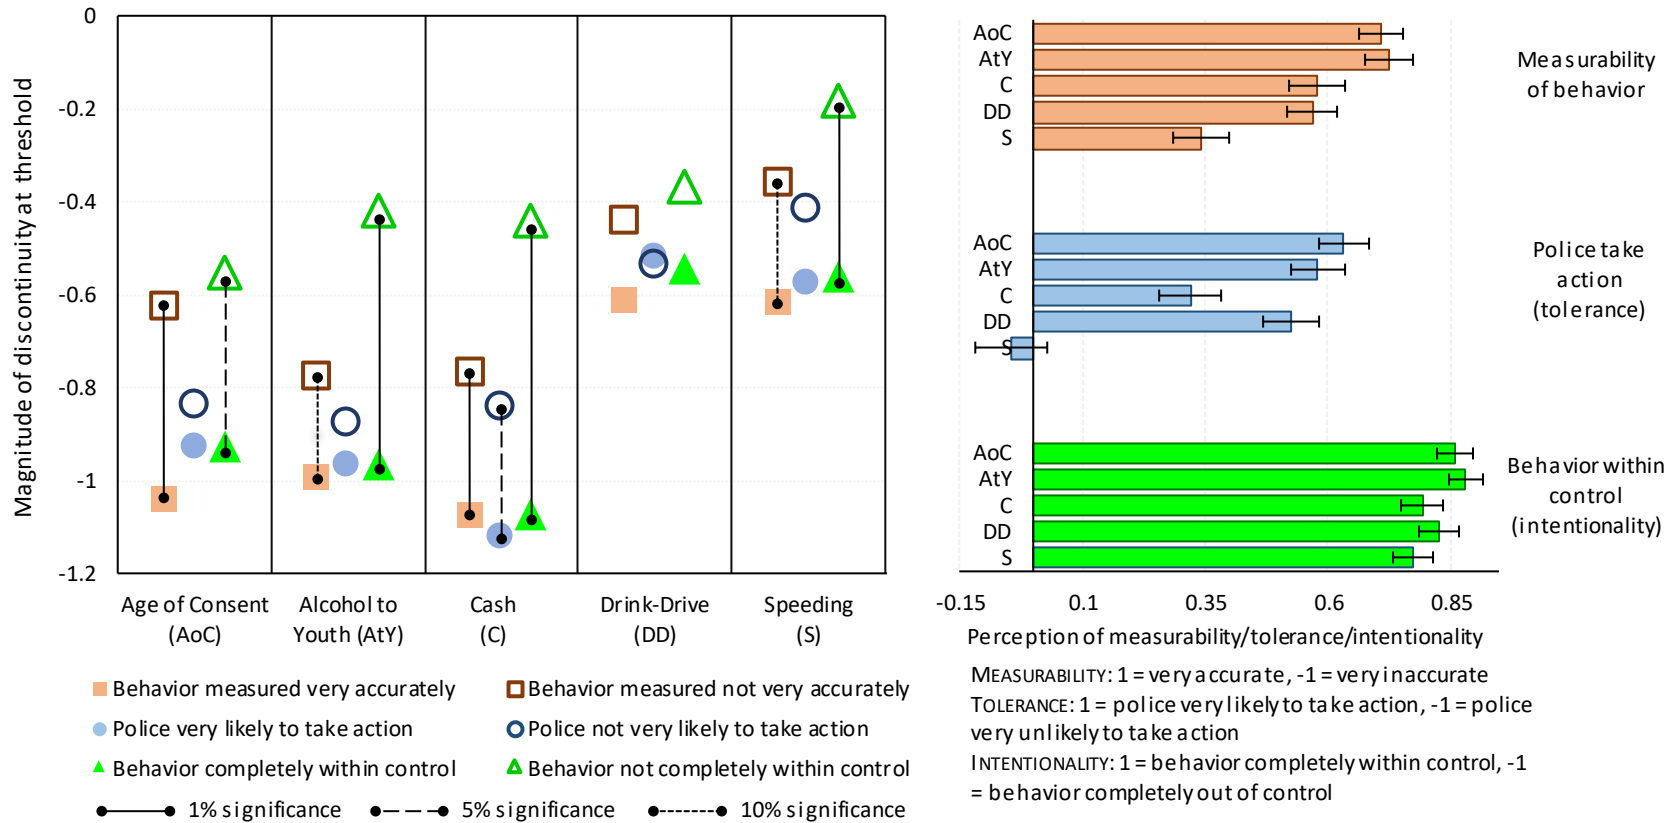 Magnitude of discontinuity at threshold
0
-0.2
-0.4
-0.6
-0.8
-1
-1.2
Age of Consent
(AoC)
Alcohol to
Youth (AtY)
Cash
(C)
Drink-Drive
(DD)
Speeding
(S)
Behavior measured very accurately
Behavior measured not very accurately
Police very likely to take action
Police not very likely to take action
Behavior completely within control
Behavior not completely within control
1% significance
5% significance
10% significance
AoC
AtY
C
DD
S
Measurability
of behavior
AoC
AtY
C
DD
S
Police take
action
(tolerance)
AoC
AtY
C
DD
S
Behavior within
control
(intentionality)
-0.15
0.1
0.35
0.6
0.85
Perception of measurability/tolerance/intentionality
MEASURABILITY: 1 = very accurate, -1 = very inaccurate
TOLERANCE: 1 = police very likely to take action, -1 = police
very unlikely to take action
INTENTIONALITY: 1 = behavior completely within control, -1
= behavior completely out of control